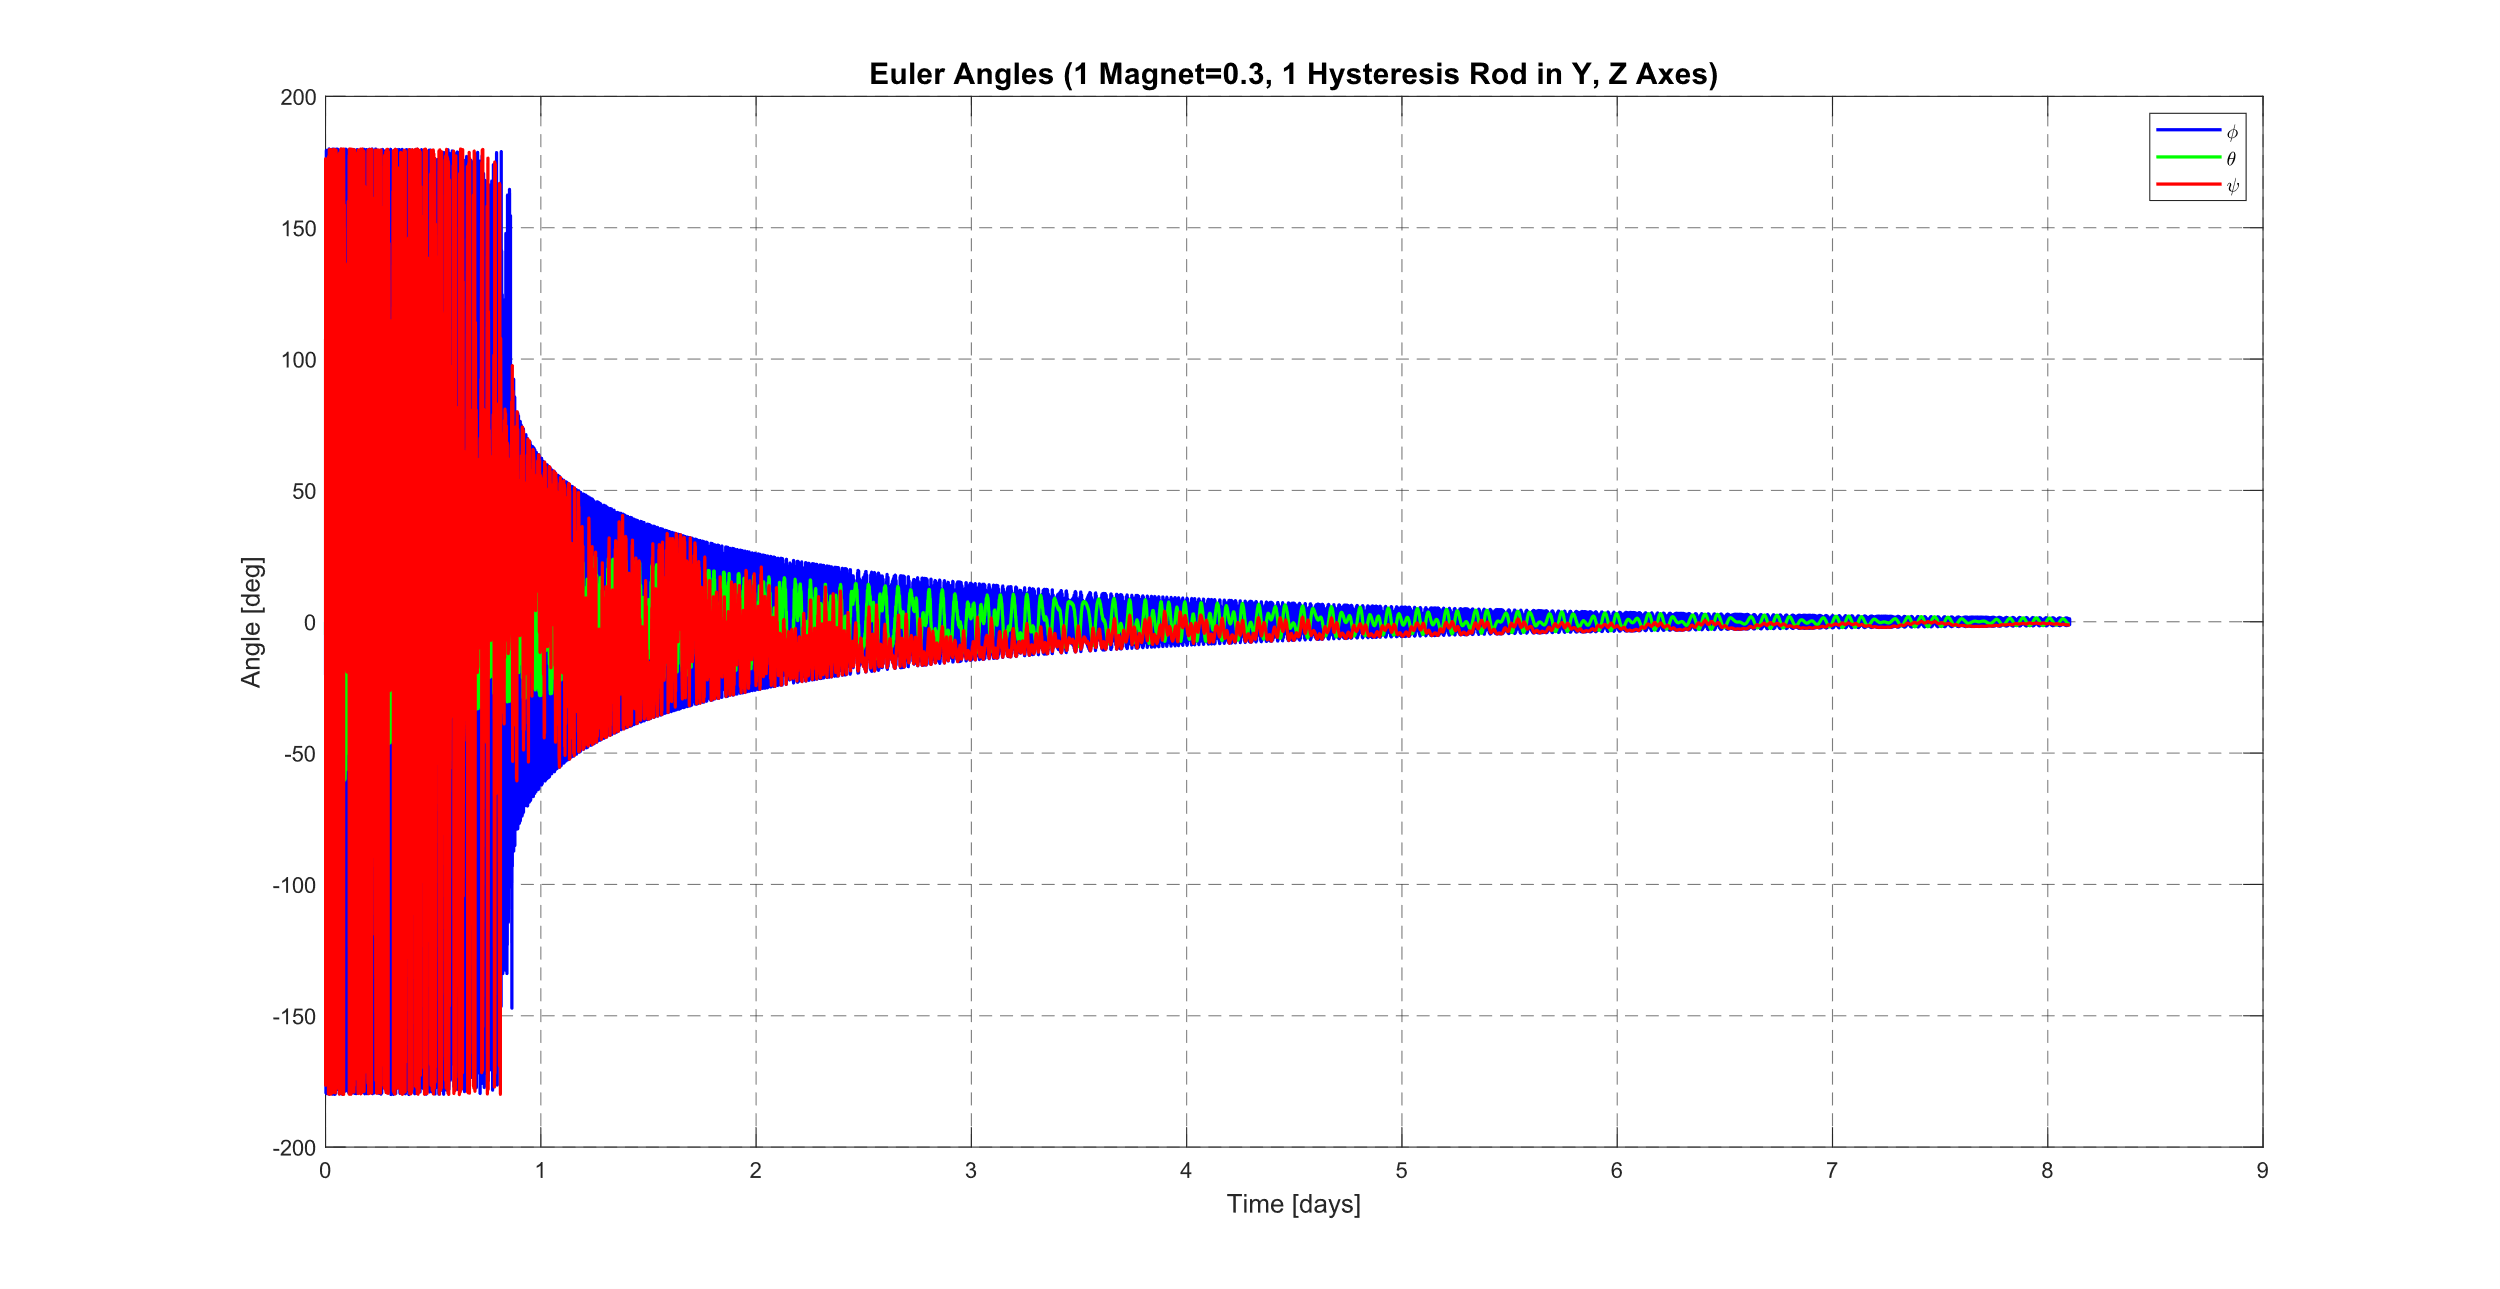 Euler Angles (1 Magnet=0.3, 1 Hysteresis Rod in Y, Z Axes)
200
150
100
50
0
-50
-100
-150
-200
Angle [deg]
ϕ
θ
ψ
0 1 2 3 4 5 6 7 8 9
Time [days]